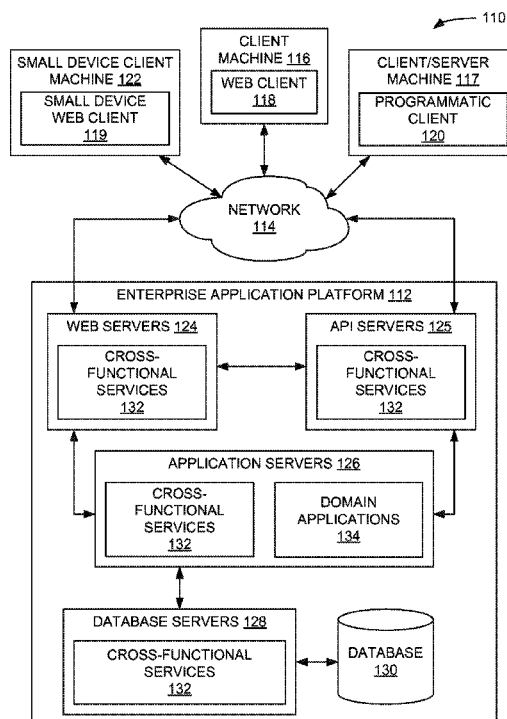 110
SMALL DEVICE CLIENT
MACHINE 122
SMALL DEVICE
WEB CLIENT
119
CLIENT
MACHINE 116
WEB CLIENT
118
CLIENT/SERVER
MACHINE 117
PROGRAMMATIC
CLIENT
120
NETWORK
114
ENTERPRISE APPLICATION PLATFORM 112
WEB SERVERS 124
CROSS-
FUNCTIONAL
SERVICES
132
API SERVERS 125
CROSS-
FUNCTIONAL
SERVICES
132
APPLICATION SERVERS 126
CROSS-
FUNCTIONAL
SERVICES
132
DOMAIN
APPLICATIONS
134
DATABASE SERVERS 128
CROSS-FUNCTIONAL
SERVICES
132
DATABASE
130